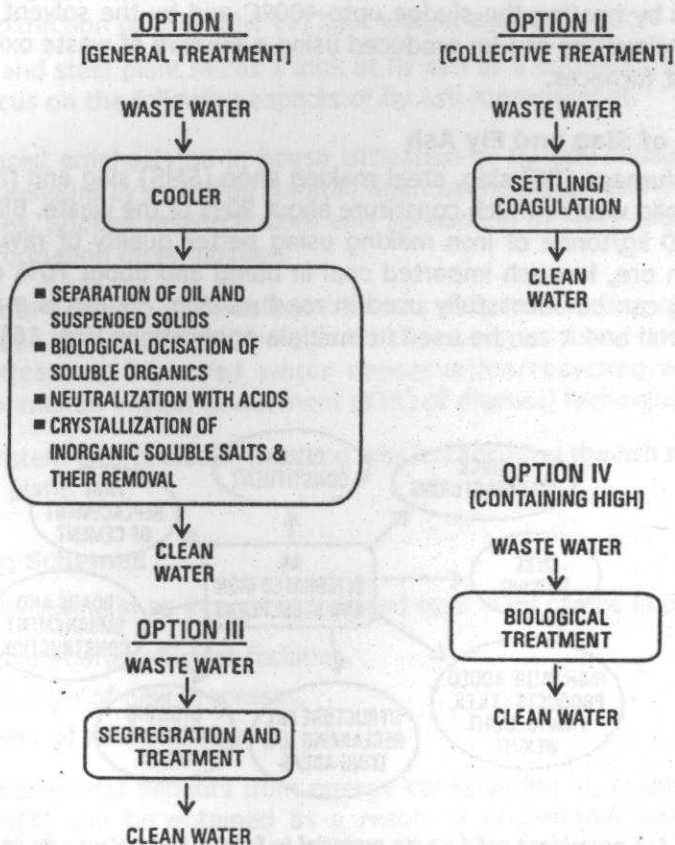 OPTION I
[GENERAL TREATMENT]
WASTE WATER
COOLER
■ SEPARATION OF OIL AND
SUSPENDED SOLIDS
■ BIOLOGICAL OCISATION OF
SOLUBLE ORGANICS
■ NEUTRALIZATION WITH ACIDS
■ CRYSTALLIZATION OF
INORGANIC SOLUBLE SALTS &
THEIR REMOVAL
CLEAN
WATER
OPTION II
[COLLECTIVE TREATMENT]
WASTE WATER
SETTLING/
COAGULATION
CLEAN
WATER
OPTION III
WASTE WATER
SEGREGRATION AND
TREATMENT
CLEAN WATER
OPTION IV
[CONTAINING HIGH]
WASTE WATER
BIOLOGICAL
TREATMENT
CLEAN WATER